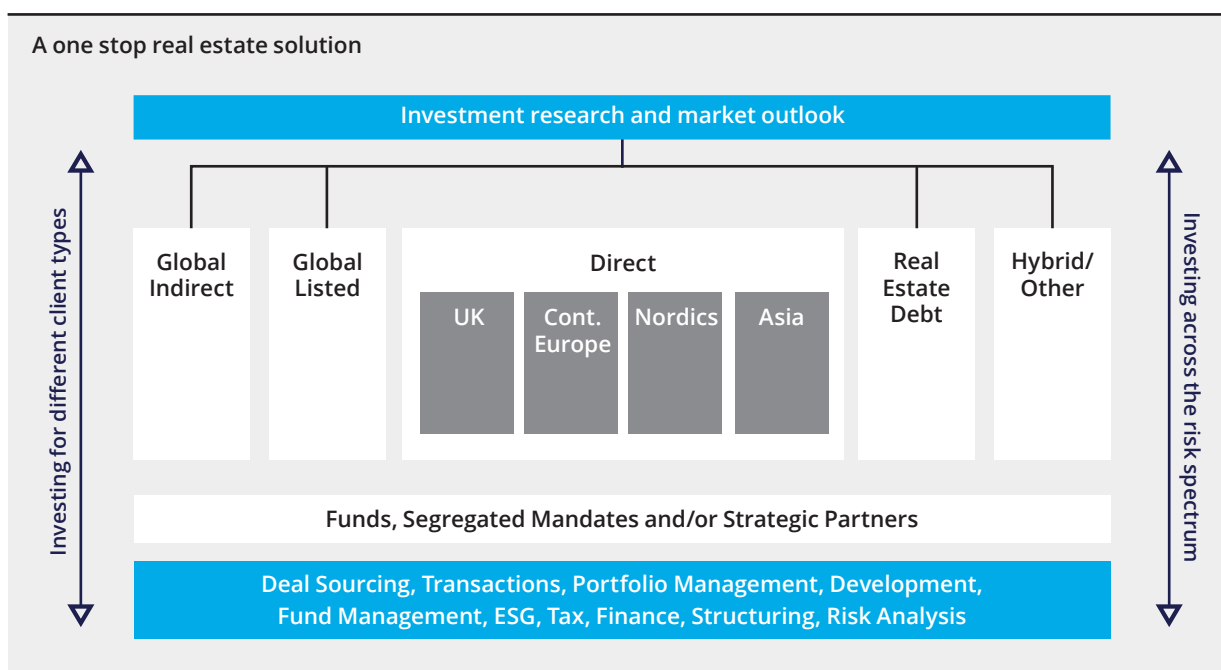 A one stop real estate solution
Investment research and market outlook
Investing for different client types
Global
Indirect
Global
Listed
Direct
UK
Cont.
Europe
Nordics
Asia
Real
Estate
Debt
Hybrid/
Other
Investing across the risk spectrum
Funds, Segregated Mandates and/or Strategic Partners
Deal Sourcing, Transactions, Portfolio Management, Development,
Fund Management, ESG, Tax, Finance, Structuring, Risk Analysis